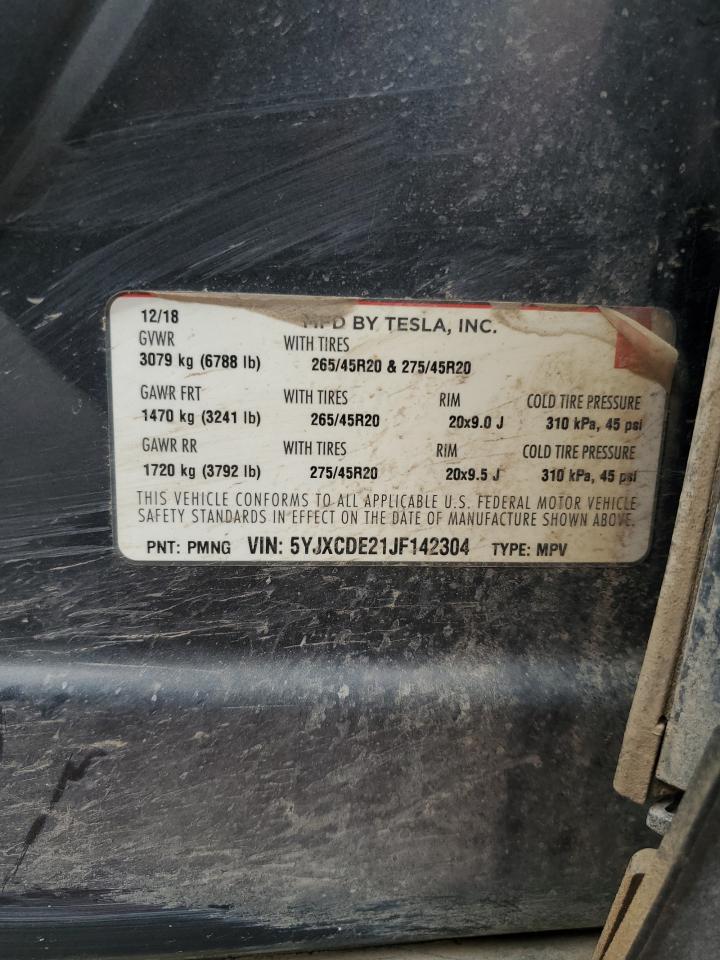 12/18 MFD BY TESLA, INC.
GVWR WITH TIRES
3079 kg (6788 lb) 265/45R20 & 275/45R20
GAWR FRT WITH TIRES RIM COLD TIRE PRESSURE
1470 kg (3241 lb) 265/45R20 20x9.0 J 310 kPa, 45 psi
GAWR RR WITH TIRES RIM COLD TIRE PRESSURE
1720 kg (3792 lb) 275/45R20 20x9.5 J 310 kPa, 45 psi
THIS VEHICLE CONFORMS TO ALL APPLICABLE U.S. FEDERAL MOTOR VEHICLE
SAFETY STANDARDS IN EFFECT ON THE DATE OF MANUFACTURE SHOWN ABOVE.
PNT: PMNG VIN: 5YJXCDE21JF142304 TYPE: MPV